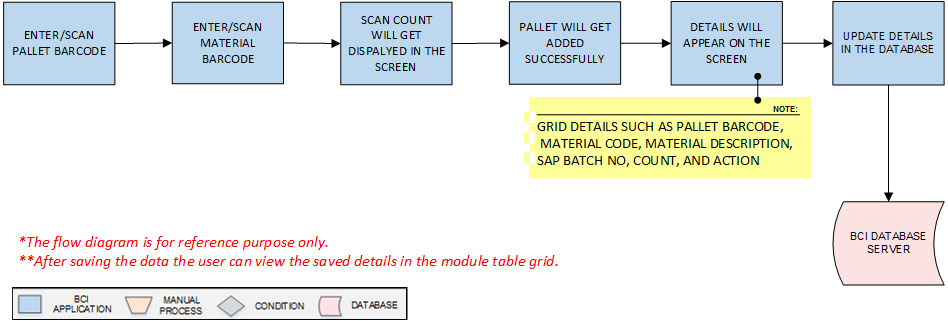 ENTER/SCAN
PALLET BARCODE
ENTER/SCAN
MATERIAL
BARCODE
SCAN COUNT
WILL GET
DISPALYED IN THE
SCREEN
PALLET WILL GET
ADDED
SUCCESSFULLY
DETAILS WILL
APPEAR ON THE
SCREEN
UPDATE DETAILS
IN THE DATABASE
NOTE:
GRID DETAILS SUCH AS PALLET BARCODE,
MATERIAL CODE, MATERIAL DESCRIPTION,
SAP BATCH NO, COUNT, AND ACTION
BCI DATABASE
SERVER
*The flow diagram is for reference purpose only.
**After saving the data the user can view the saved details in the module table grid.
BCI
APPLICATION
MANUAL
PROCESS
CONDITION
DATABASE